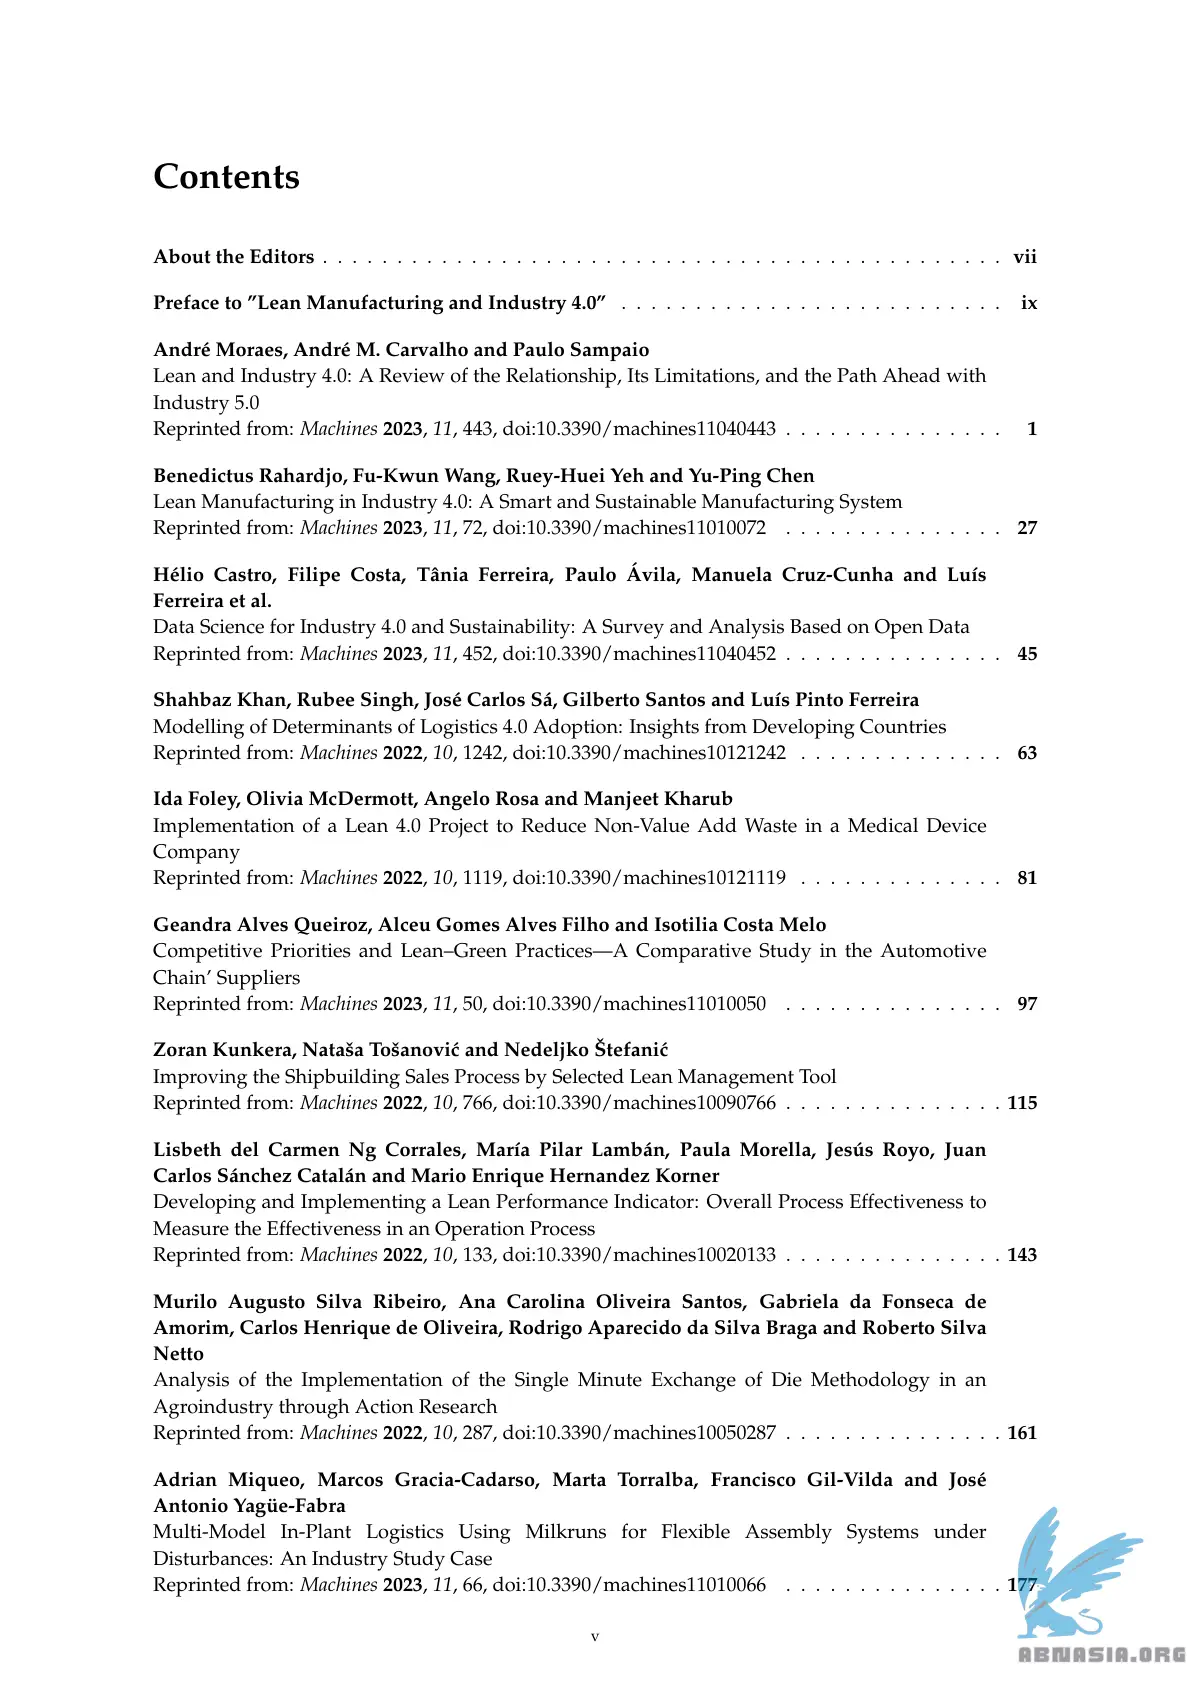 Contents
About the Editors . . . . . . . . . . . . . . . . . . . . . . . . . . . . . . . . . . . . . . . . . . . . . . vii
Preface to ”Lean Manufacturing and Industry 4.0” . . . . . . . . . . . . . . . . . . . . . . . . . . ix
André Moraes, André M. Carvalho and Paulo Sampaio
Lean and Industry 4.0: A Review of the Relationship, Its Limitations, and the Path Ahead with
Industry 5.0
Reprinted from: Machines 2023, 11, 443, doi:10.3390/machines11040443 . . . . . . . . . . . . . . . 1
Benedictus Rahardjo, Fu-Kwun Wang, Ruey-Huei Yeh and Yu-Ping Chen
Lean Manufacturing in Industry 4.0: A Smart and Sustainable Manufacturing System
Reprinted from: Machines 2023, 11, 72, doi:10.3390/machines11010072 . . . . . . . . . . . . . . . 27
Hélio Castro, Filipe Costa, Tânia Ferreira, Paulo Ávila, Manuela Cruz-Cunha and Luís
Ferreira et al.
Data Science for Industry 4.0 and Sustainability: A Survey and Analysis Based on Open Data
Reprinted from: Machines 2023, 11, 452, doi:10.3390/machines11040452 . . . . . . . . . . . . . . . 45
Shahbaz Khan, Rubee Singh, José Carlos Sá, Gilberto Santos and Luís Pinto Ferreira
Modelling of Determinants of Logistics 4.0 Adoption: Insights from Developing Countries
Reprinted from: Machines 2022, 10, 1242, doi:10.3390/machines10121242 . . . . . . . . . . . . . . 63
Ida Foley, Olivia McDermott, Angelo Rosa and Manjeet Kharub
Implementation of a Lean 4.0 Project to Reduce Non-Value Add Waste in a Medical Device
Company
Reprinted from: Machines 2022, 10, 1119, doi:10.3390/machines10121119 . . . . . . . . . . . . . . 81
Geandra Alves Queiroz, Alceu Gomes Alves Filho and Isotilia Costa Melo
Competitive Priorities and Lean–Green Practices—A Comparative Study in the Automotive
Chain’ Suppliers
Reprinted from: Machines 2023, 11, 50, doi:10.3390/machines11010050 . . . . . . . . . . . . . . . 97
Zoran Kunkera, Nataša Tošanović and Nedeljko Štefanić
Improving the Shipbuilding Sales Process by Selected Lean Management Tool
Reprinted from: Machines 2022, 10, 766, doi:10.3390/machines10090766 . . . . . . . . . . . . . . . 115
Lisbeth del Carmen Ng Corrales, María Pilar Lambán, Paula Morella, Jesús Royo, Juan
Carlos Sánchez Catalán and Mario Enrique Hernandez Korner
Developing and Implementing a Lean Performance Indicator: Overall Process Effectiveness to
Measure the Effectiveness in an Operation Process
Reprinted from: Machines 2022, 10, 133, doi:10.3390/machines10020133 . . . . . . . . . . . . . . . 143
Murilo Augusto Silva Ribeiro, Ana Carolina Oliveira Santos, Gabriela da Fonseca de
Amorim, Carlos Henrique de Oliveira, Rodrigo Aparecido da Silva Braga and Roberto Silva
Netto
Analysis of the Implementation of the Single Minute Exchange of Die Methodology in an
Agroindustry through Action Research
Reprinted from: Machines 2022, 10, 287, doi:10.3390/machines10050287 . . . . . . . . . . . . . . . 161
Adrian Miqueo, Marcos Gracia-Cadarso, Marta Torralba, Francisco Gil-Vilda and José
Antonio Yagüe-Fabra
Multi-Model In-Plant Logistics Using Milkruns for Flexible Assembly Systems under
Disturbances: An Industry Study Case
Reprinted from: Machines 2023, 11, 66, doi:10.3390/machines11010066 . . . . . . . . . . . . . . . 177
v
ABNASIA.ORG